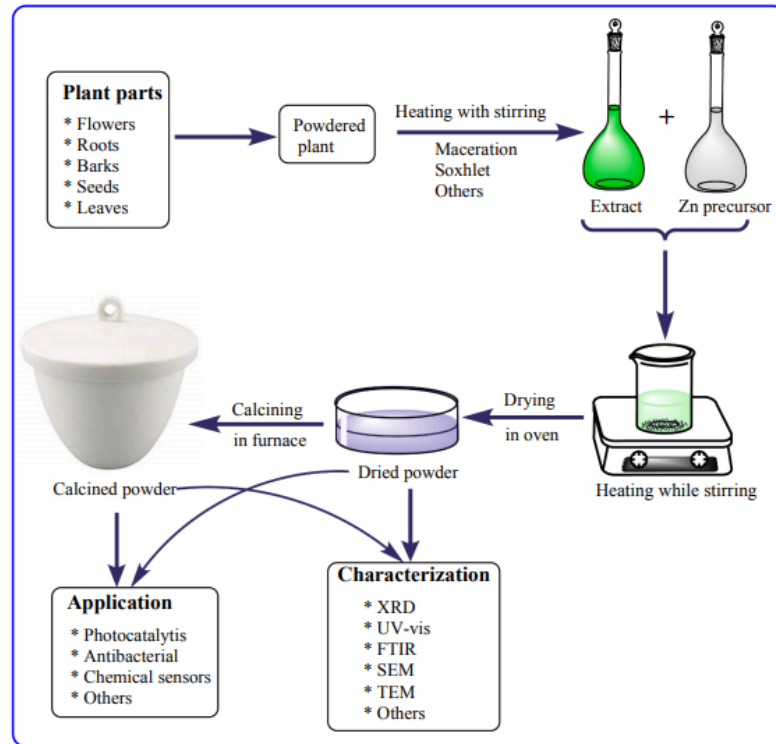 Plant parts
* Flowers
* Roots
* Barks
* Seeds
* Leaves
Powdered
plant
Heating with stirring
Maceration
Soxhlet
Others
+
Extract
Zn precursor
Heating while stirring
Drying
in oven
Dried powder
Calcining
in furnace
Calcined powder
Application
* Photocatalytis
* Antibacterial
* Chemical sensors
* Others
Characterization
* XRD
* UV-vis
* FTIR
* SEM
* TEM
* Others